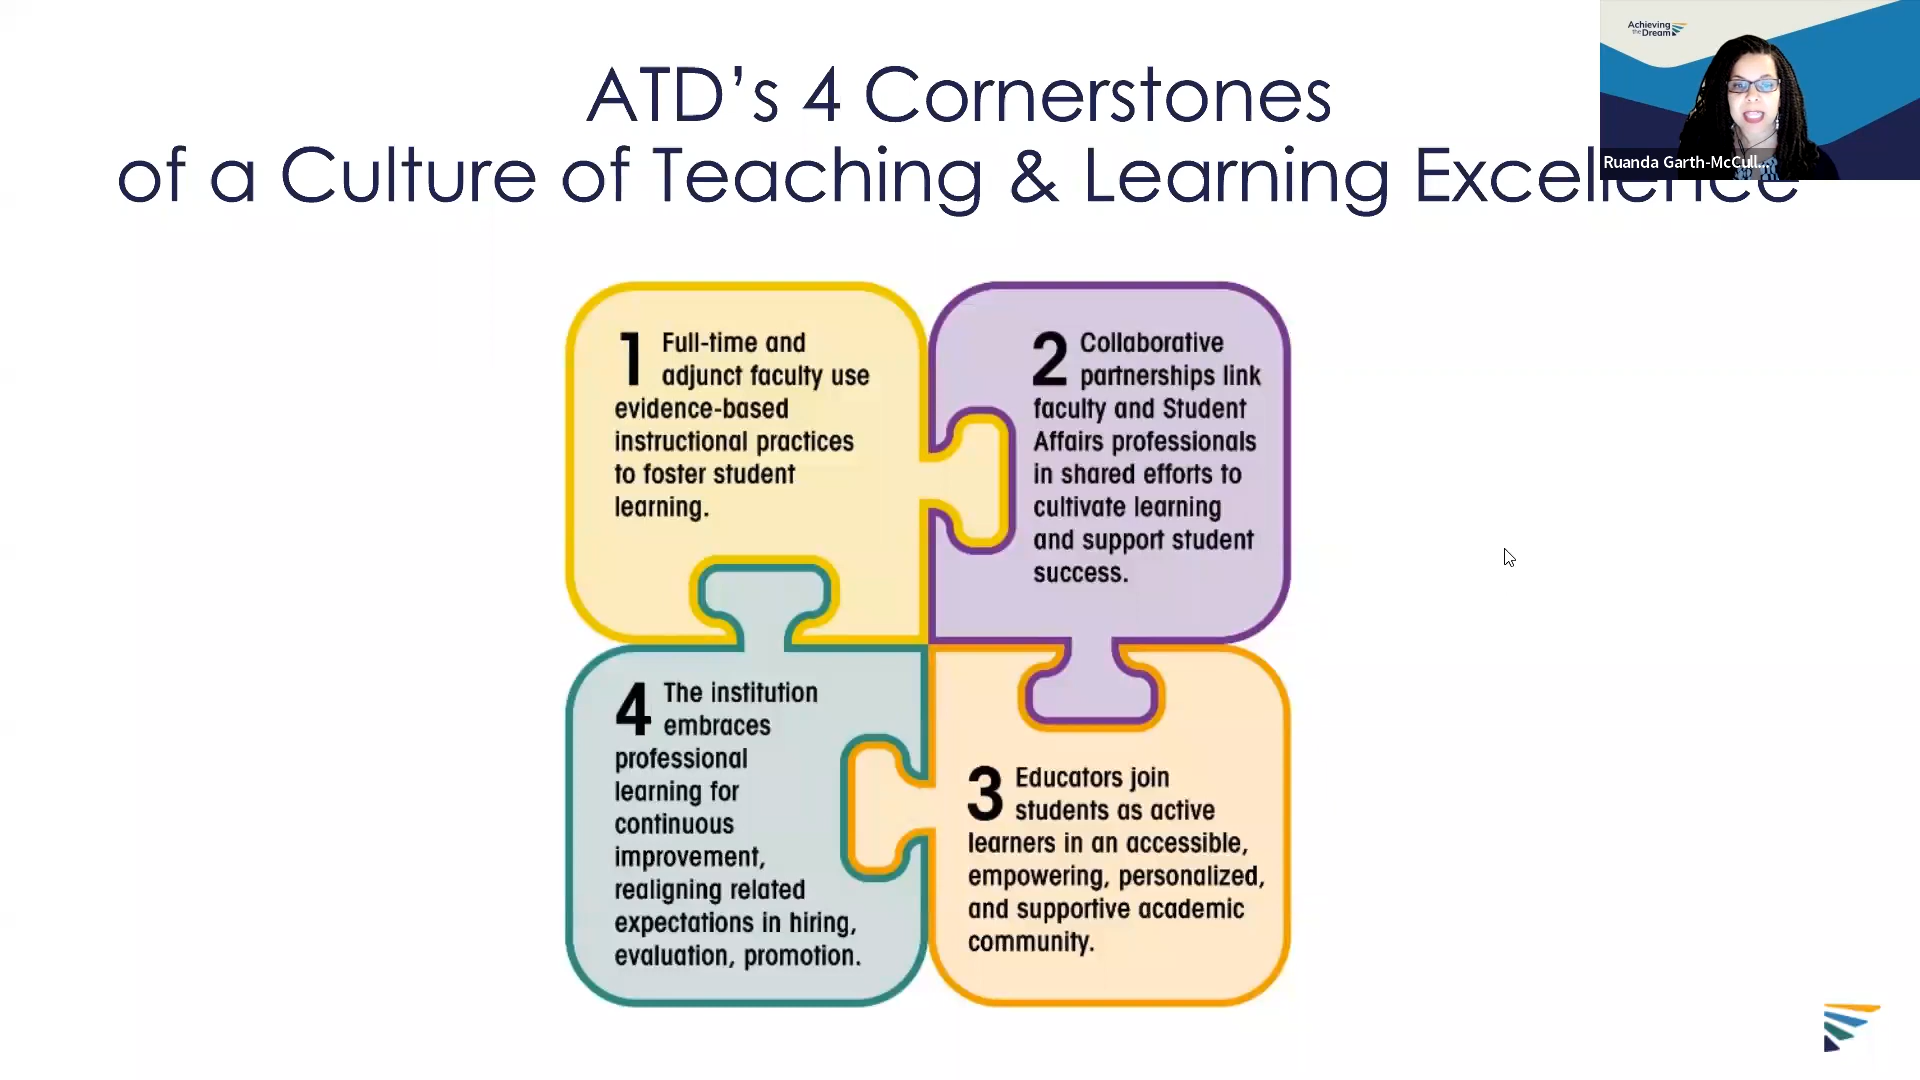 Achieving
the Dream
Ruanda Garth-McCull...
ATD’s 4 Cornerstones
of a Culture of Teaching & Learning Excellence
1 Full-time and
adjunct faculty use
evidence-based
instructional practices
to foster student
learning.
2 Collaborative
partnerships link
faculty and Student
Affairs professionals
in shared efforts to
cultivate learning
and support student
success.
4 The institution
embraces
professional
learning for
continuous
improvement,
realigning related
expectations in hiring,
evaluation, promotion.
3 Educators join
students as active
learners in an accessible,
empowering, personalized,
and supportive academic
community.